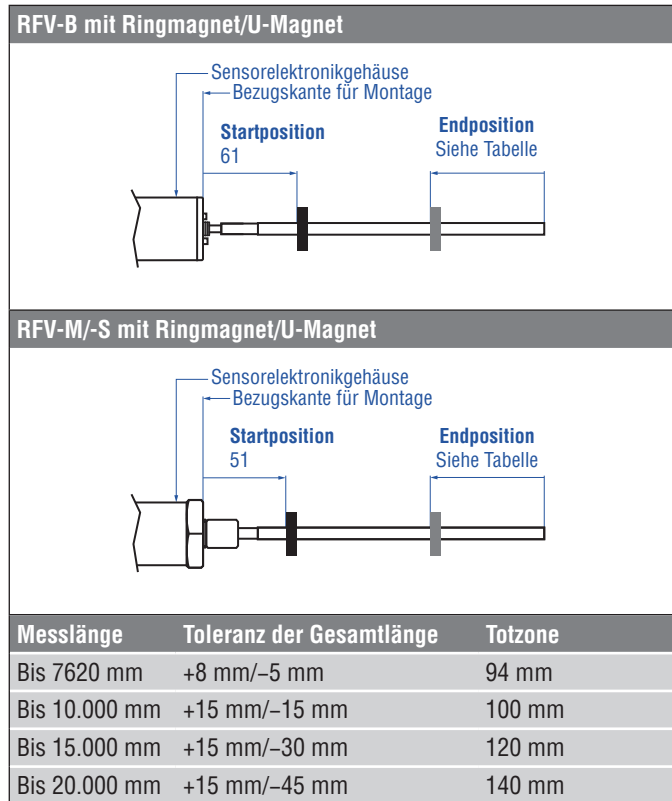 RFV-B mit Ringmagnet/U-Magnet
Sensorelektronikgehäuse
Bezugskante für Montage
Startposition
61
Endposition
Siehe Tabelle
RFV-M/-S mit Ringmagnet/U-Magnet
Sensorelektronikgehäuse
Bezugskante für Montage
Startposition
51
Endposition
Siehe Tabelle
Messlänge Toleranz der Gesamtlänge Totzone
Bis 7620 mm +8 mm/−5 mm 94 mm
Bis 10.000 mm +15 mm/−15 mm 100 mm
Bis 15.000 mm +15 mm/−30 mm 120 mm
Bis 20.000 mm +15 mm/−45 mm 140 mm